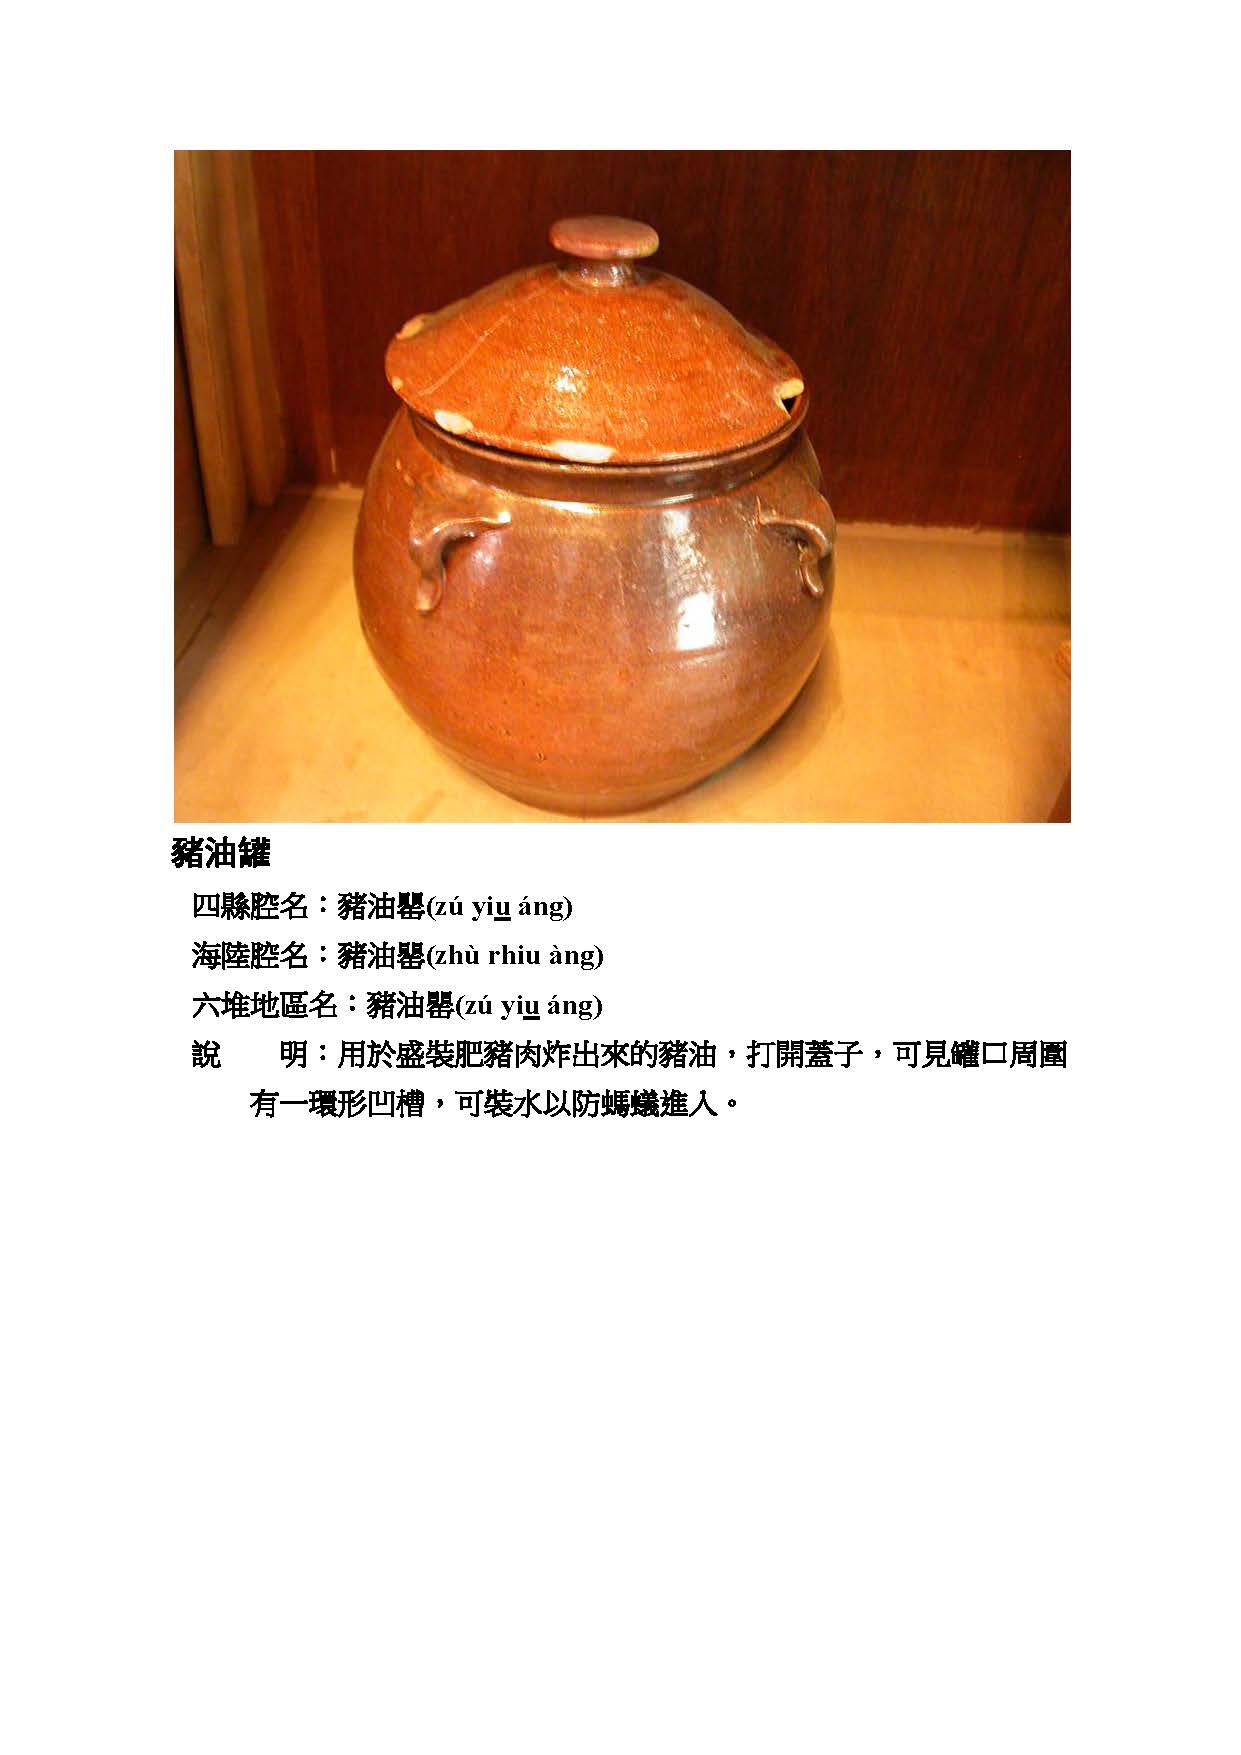 豬油罐
四縣腔名：豬油罌(zú yiu áng)
海陸腔名：豬油罌(zhù rhiu àng)
六堆地區名：豬油罌(zú yiu áng)
說　　明：用於盛裝肥豬肉炸出來的豬油，打開蓋子，可見罐口周圍
有一環形凹槽，可裝水以防螞蟻進入。